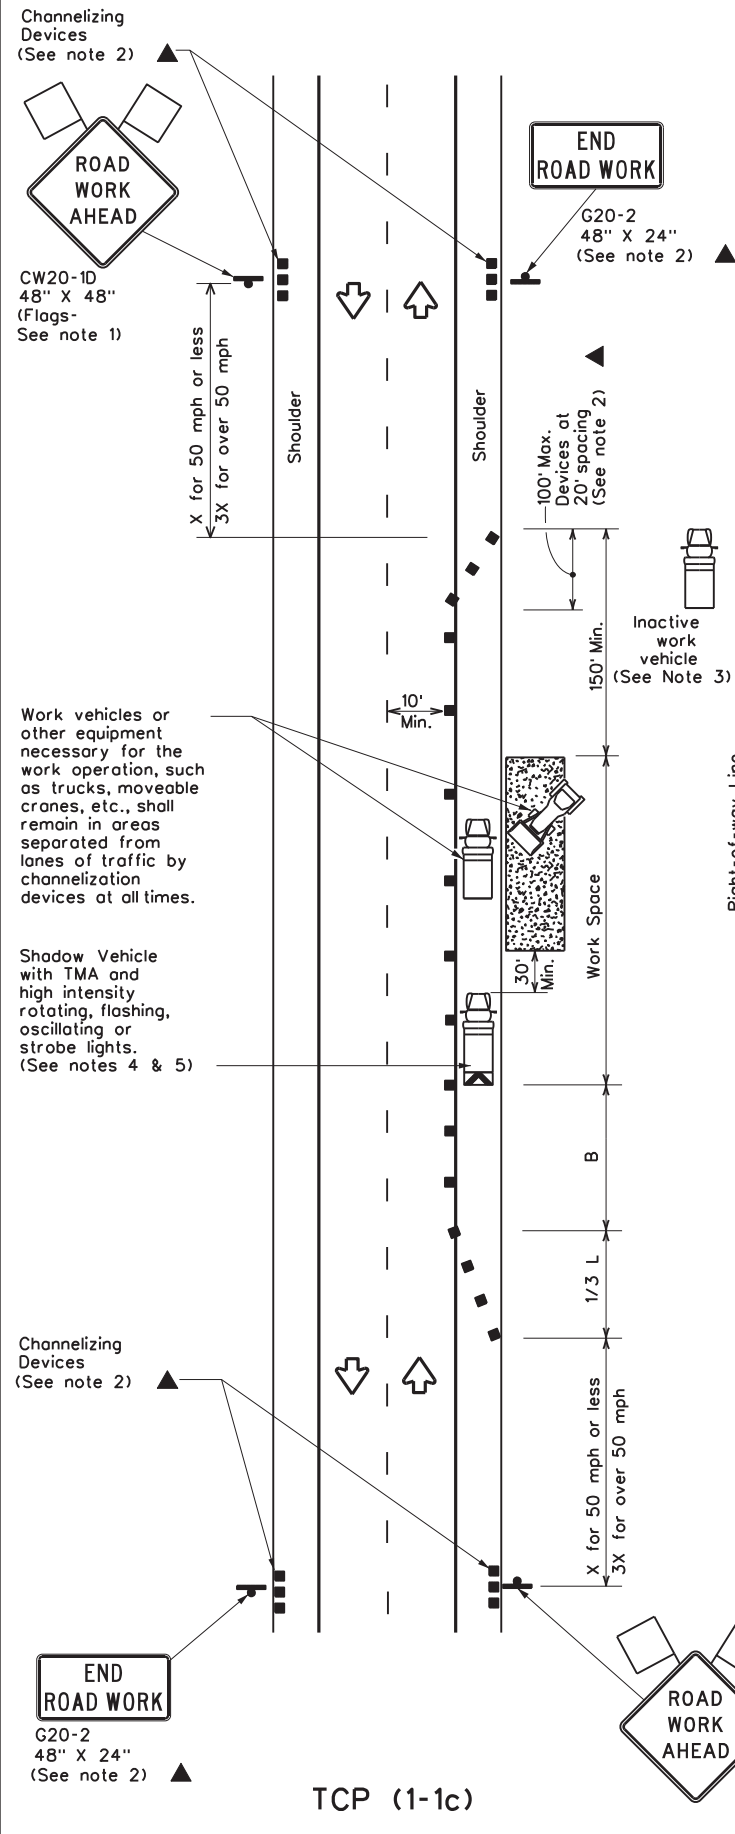 Channelizing
Devices
(See note 2)
ROAD
WORK
AHEAD
CW20-1D
48" X 48"
(Flags-
See note 1)
END
ROAD WORK
G20-2
48" X 24"
(See note 2)
X for 50 mph or less
3X for over 50 mph
Shoulder
Shoulder
100' Max.
Devices at
20' spacing
(See note 2)
150' Min.
Inactive
work
vehicle
(See Note 3)
10'
Min.
Work vehicles or
other equipment
necessary for the
work operation, such
as trucks, moveable
cranes, etc., shall
remain in areas
separated from
lanes of traffic by
channelization
devices at all times.
Work Space
30'
Min.
Shadow Vehicle
with TMA and
high intensity
rotating, flashing,
oscillating or
strobe lights.
(See notes 4 & 5)
B
1/3 L
Channelizing
Devices
(See note 2)
X for 50 mph or less
3X for over 50 mph
END
ROAD WORK
G20-2
48" X 24"
(See note 2)
ROAD
WORK
AHEAD
TCP (1-1c)